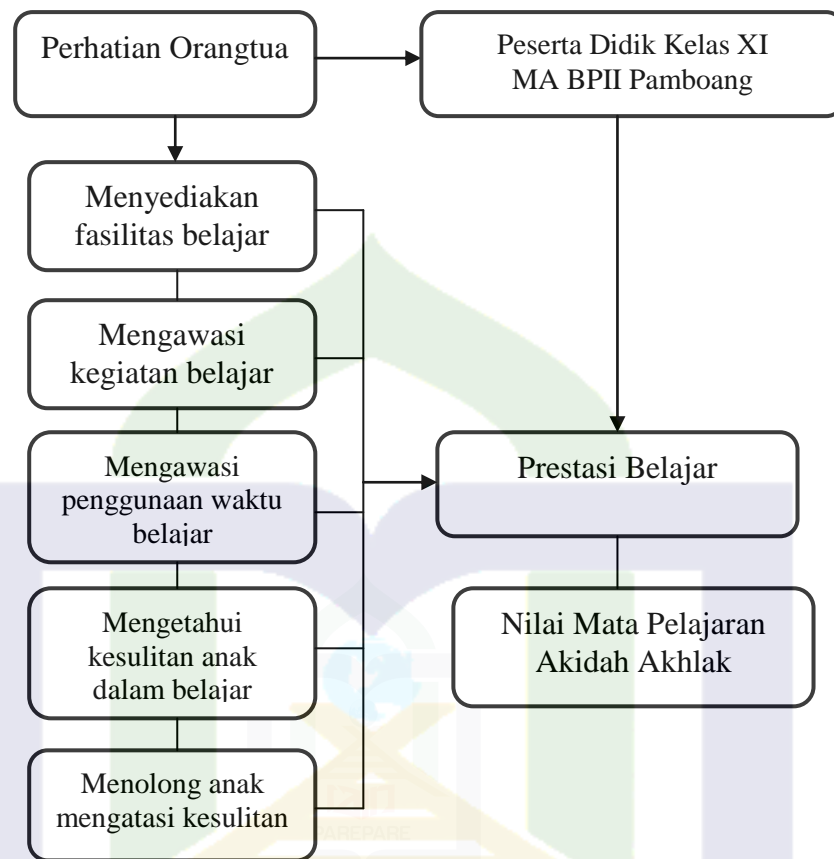 Perhatian Orangtua
Peserta Didik Kelas XI
MA BPII Pamboang
Menyediakan
fasilitas belajar
Mengawasi
kegiatan belajar
Mengawasi
penggunaan waktu
belajar
Prestasi Belajar
Mengetahui
kesulitan anak
dalam belajar
Nilai Mata Pelajaran
Akidah Akhlak
Menolong anak
mengatasi kesulitan
PAREPARE